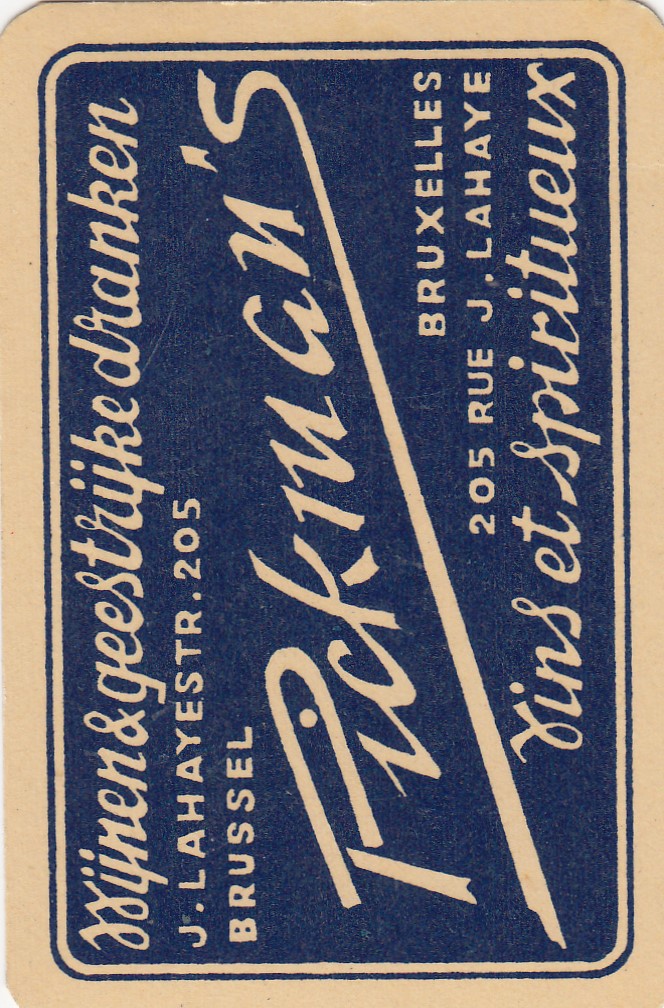 Wijnen & geestrijke dranken
J. LAHAYESTR. 205
BRUSSEL
Pickman's
BRUXELLES
205 RUE J. LAHAYE
Vins et spiritueux